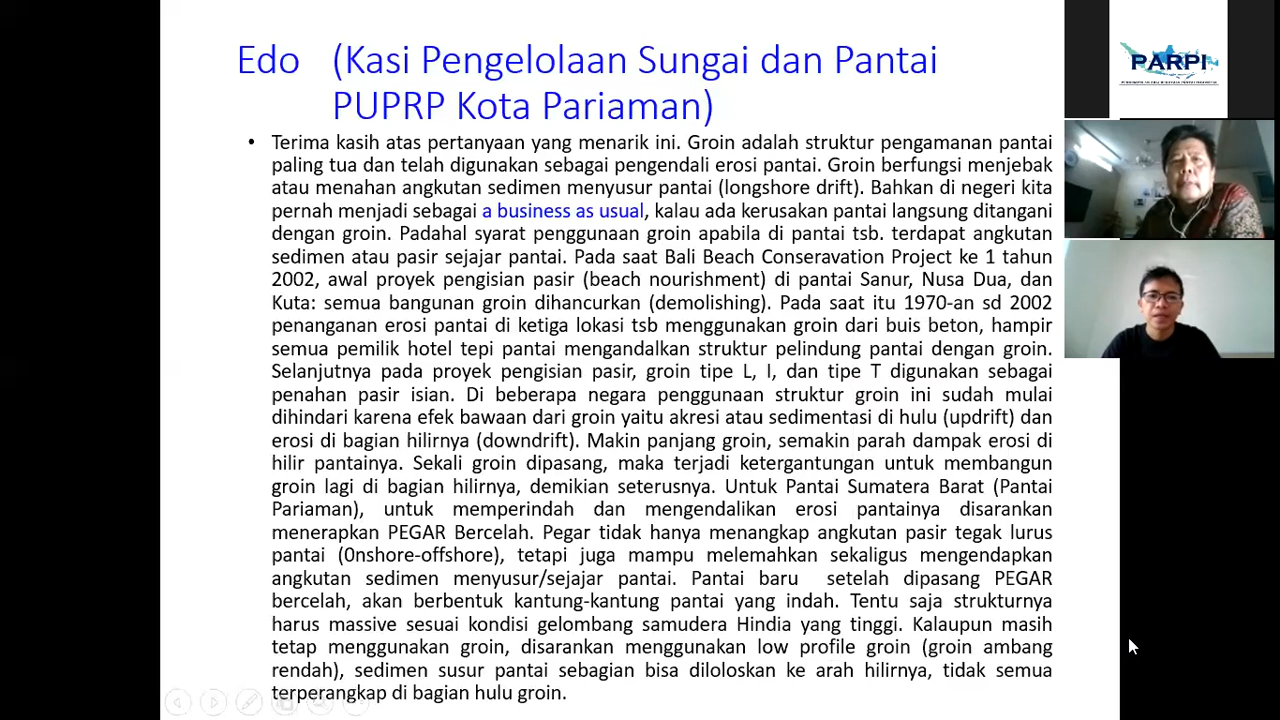 Edo (Kasi Pengelolaan Sungai dan Pantai
PUPRP Kota Pariaman)
• Terima kasih atas pertanyaan yang menarik ini. Groin adalah struktur pengamanan pantai
paling tua dan telah digunakan sebagai pengendali erosi pantai. Groin berfungsi menjebak
atau menahan angkutan sedimen menyusur pantai (longshore drift). Bahkan di negeri kita
pernah menjadi sebagai a business as usual, kalau ada kerusakan pantai langsung ditangani
dengan groin. Padahal syarat penggunaan groin apabila di pantai tsb. terdapat angkutan
sedimen atau pasir sejajar pantai. Pada saat Bali Beach Conseravation Project ke 1 tahun
2002, awal proyek pengisian pasir (beach nourishment) di pantai Sanur, Nusa Dua, dan
Kuta: semua bangunan groin dihancurkan (demolishing). Pada saat itu 1970-an sd 2002
penanganan erosi pantai di ketiga lokasi tsb menggunakan groin dari buis beton, hampir
semua pemilik hotel tepi pantai mengandalkan struktur pelindung pantai dengan groin.
Selanjutnya pada proyek pengisian pasir, groin tipe L, I, dan tipe T digunakan sebagai
penahan pasir isian. Di beberapa negara penggunaan struktur groin ini sudah mulai
dihindari karena efek bawaan dari groin yaitu akresi atau sedimentasi di hulu (updrift) dan
erosi di bagian hilirnya (downdrift). Makin panjang groin, semakin parah dampak erosi di
hilir pantainya. Sekali groin dipasang, maka terjadi ketergantungan untuk membangun
groin lagi di bagian hilirnya, demikian seterusnya. Untuk Pantai Sumatera Barat (Pantai
Pariaman), untuk memperindah dan mengendalikan erosi pantainya disarankan
menerapkan PEGAR Bercelah. Pegar tidak hanya menangkap angkutan pasir tegak lurus
pantai (0nshore-offshore), tetapi juga mampu melemahkan sekaligus mengendapkan
angkutan sedimen menyusur/sejajar pantai. Pantai baru setelah dipasang PEGAR
bercelah, akan berbentuk kantung-kantung pantai yang indah. Tentu saja strukturnya
harus massive sesuai kondisi gelombang samudera Hindia yang tinggi. Kalaupun masih
tetap menggunakan groin, disarankan menggunakan low profile groin (groin ambang
rendah), sedimen susur pantai sebagian bisa diloloskan ke arah hilirnya, tidak semua
terperangkap di bagian hulu groin.
PARPI